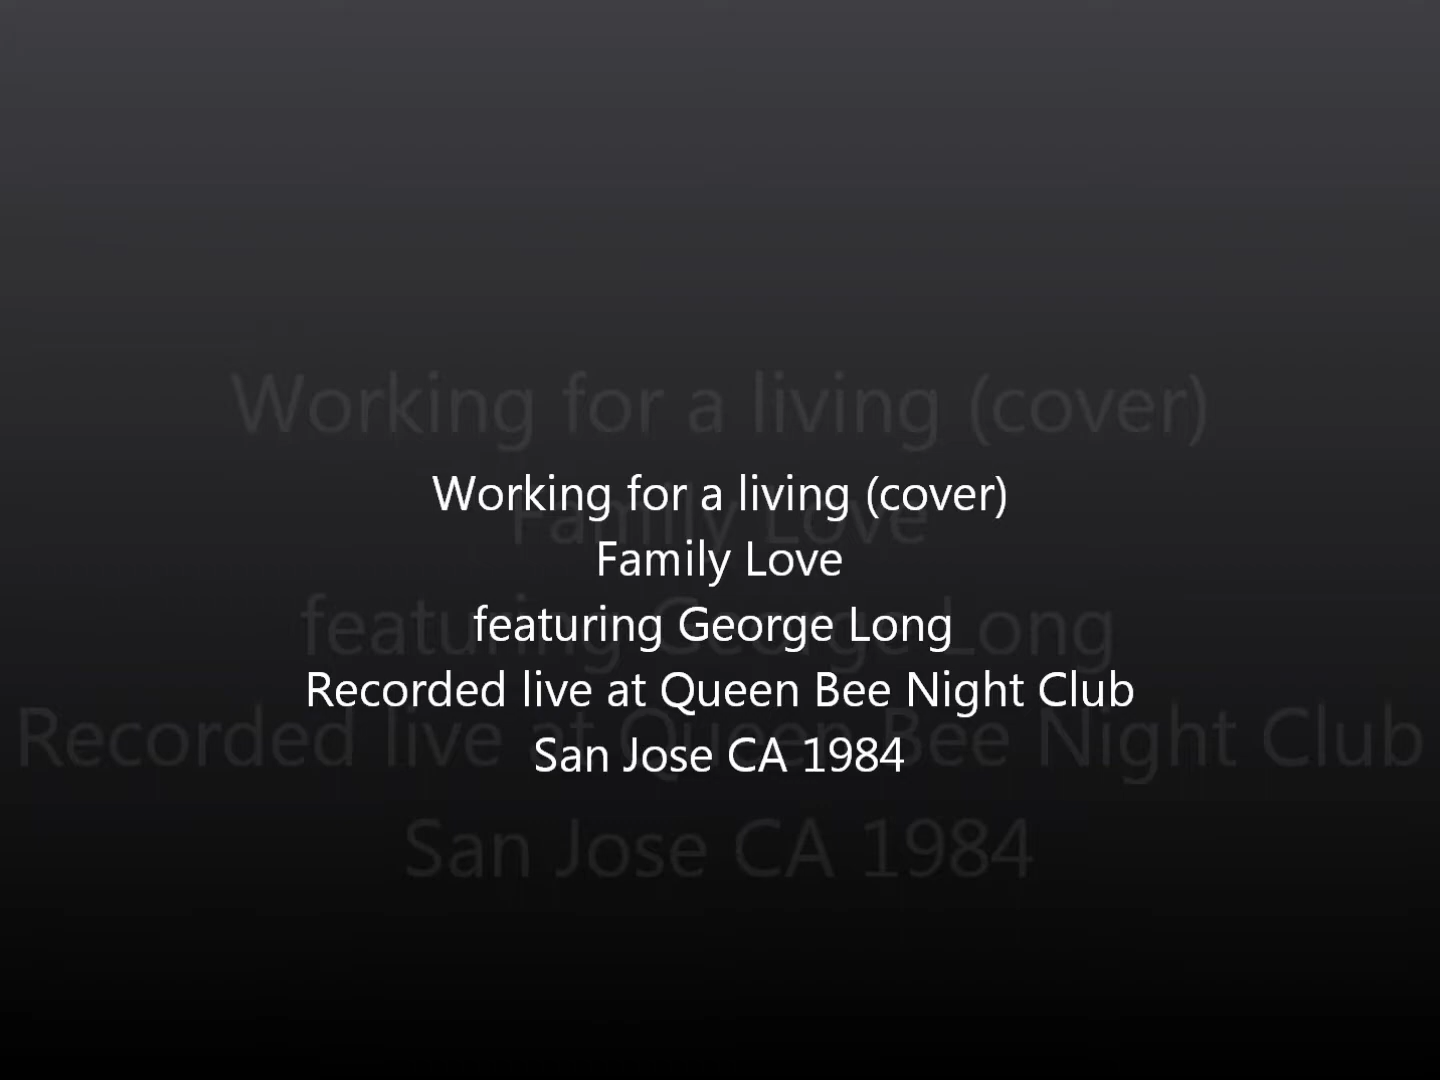 Working for a living (cover)
Family Love
featuring George Long
Recorded live at Queen Bee Night Club
San Jose CA 1984